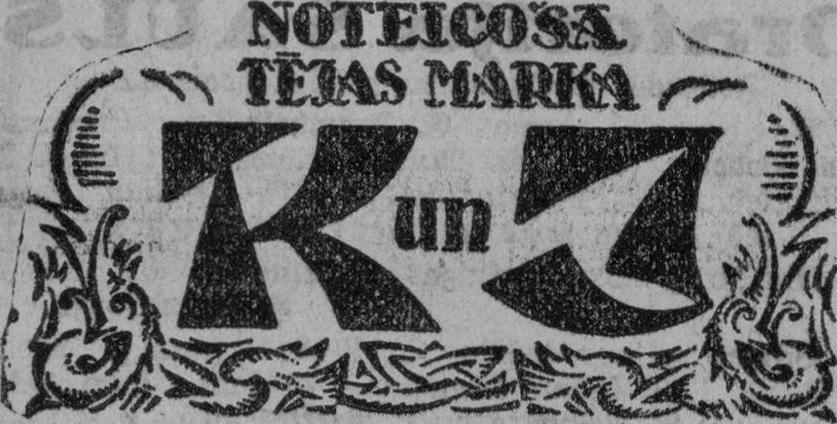 NOTEICOŠĀ
TĒJAS MARKA
K un J